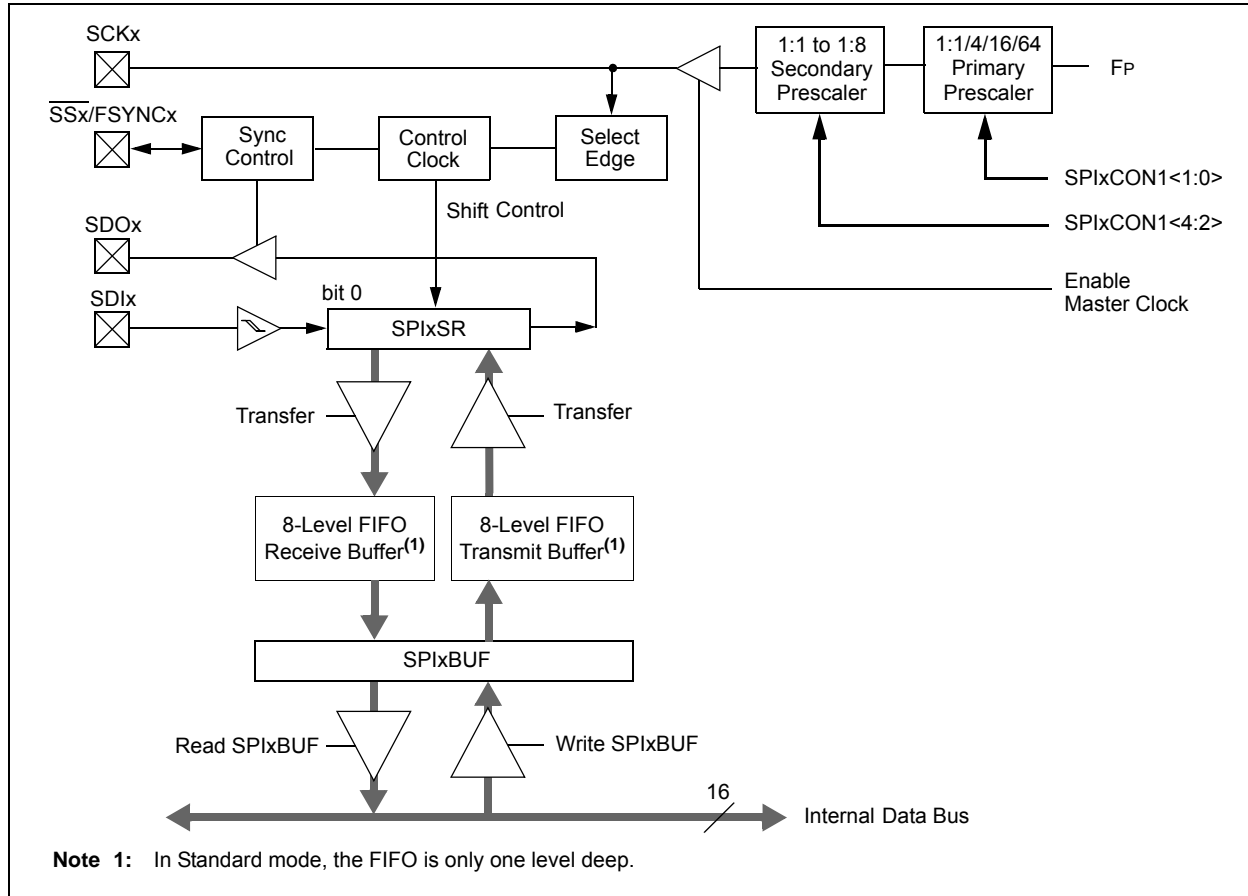 SCKx
SSx/FSYNCx
SDOx
SDIx
Sync
Control
Control
Clock
Select
Edge
1:1 to 1:8
Secondary
Prescaler
1:1/4/16/64
Primary
Prescaler
FP
SPIxCON1<1:0>
SPIxCON1<4:2>
Enable
Master Clock
Shift Control
bit 0
SPIxSR
Transfer
Transfer
8-Level FIFO
Receive Buffer(1)
8-Level FIFO
Transmit Buffer(1)
SPIxBUF
Read SPIxBUF
Write SPIxBUF
16
Internal Data Bus
Note 1: In Standard mode, the FIFO is only one level deep.